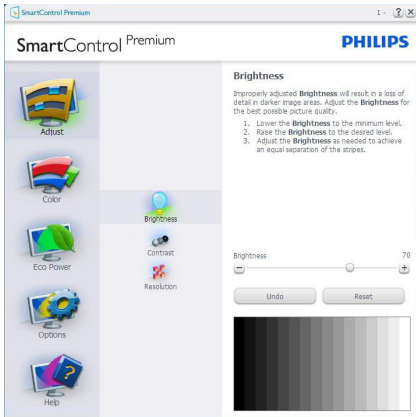 SmartControl Premium
1 -
?
X
SmartControl Premium
PHILIPS
Adjust
Color
Eco Power
Options
Help
Brightness
Contrast
Resolution
Brightness
Improperly adjusted Brightness will result in a loss of
detail in darker image areas. Adjust the Brightness for
the best possible picture quality.
1. Lower the Brightness to the minimum level.
2. Raise the Brightness to the desired level.
3. Adjust the Brightness as needed to achieve
an equal separation of the stripes.
Brightness 70
Undo Reset